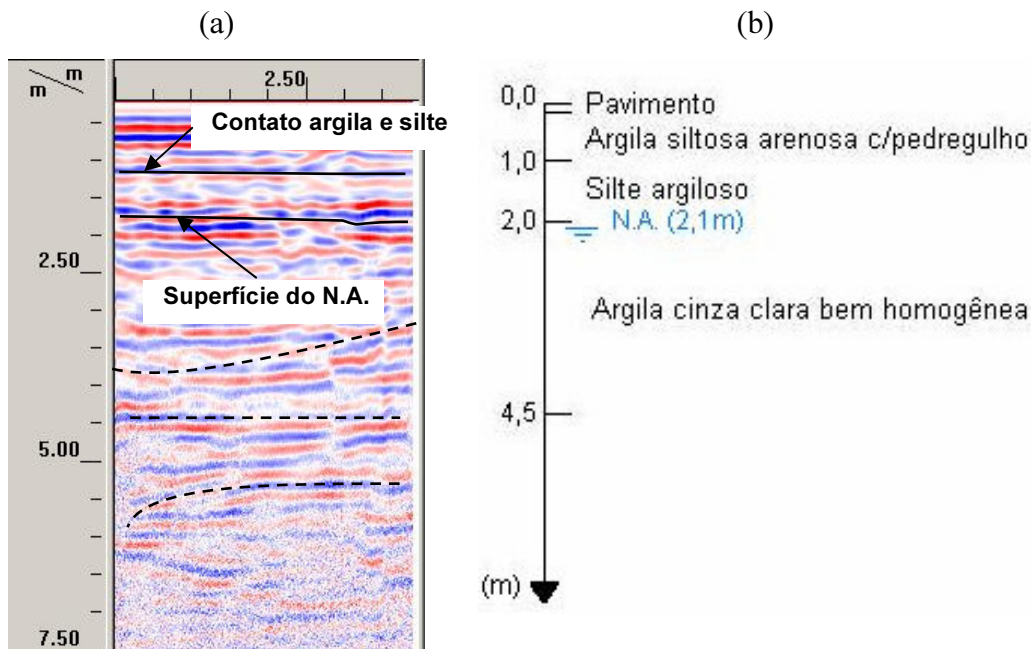 (a)
(b)
m
m
2.50
Contato argila e silte
2.50
Superfície do N.A.
5.00
7.50
0,0
Pavimento
Argila siltosa arenosa c/pedregulho
1,0
Silte argiloso
2,0
N.A. (2,1m)
Argila cinza clara bem homogênea
4,5
(m)